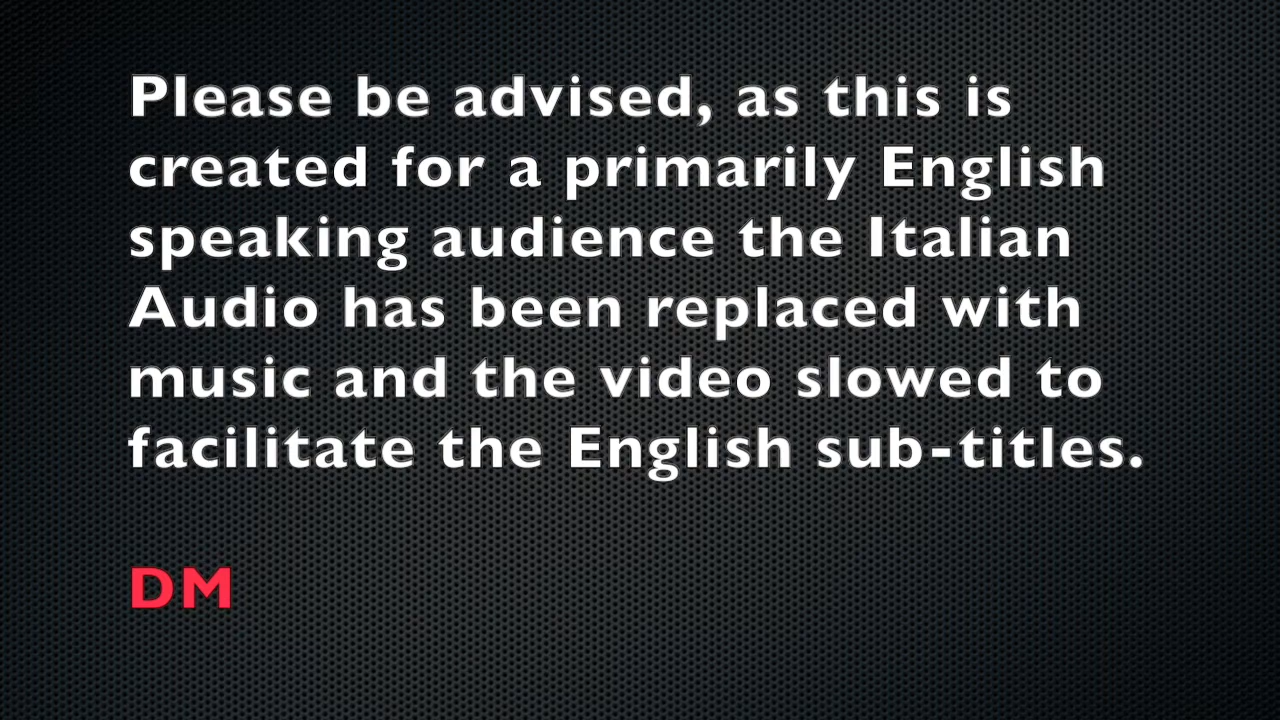 Please be advised, as this is
created for a primarily English
speaking audience the Italian
Audio has been replaced with
music and the video slowed to
facilitate the English sub-titles.
DM